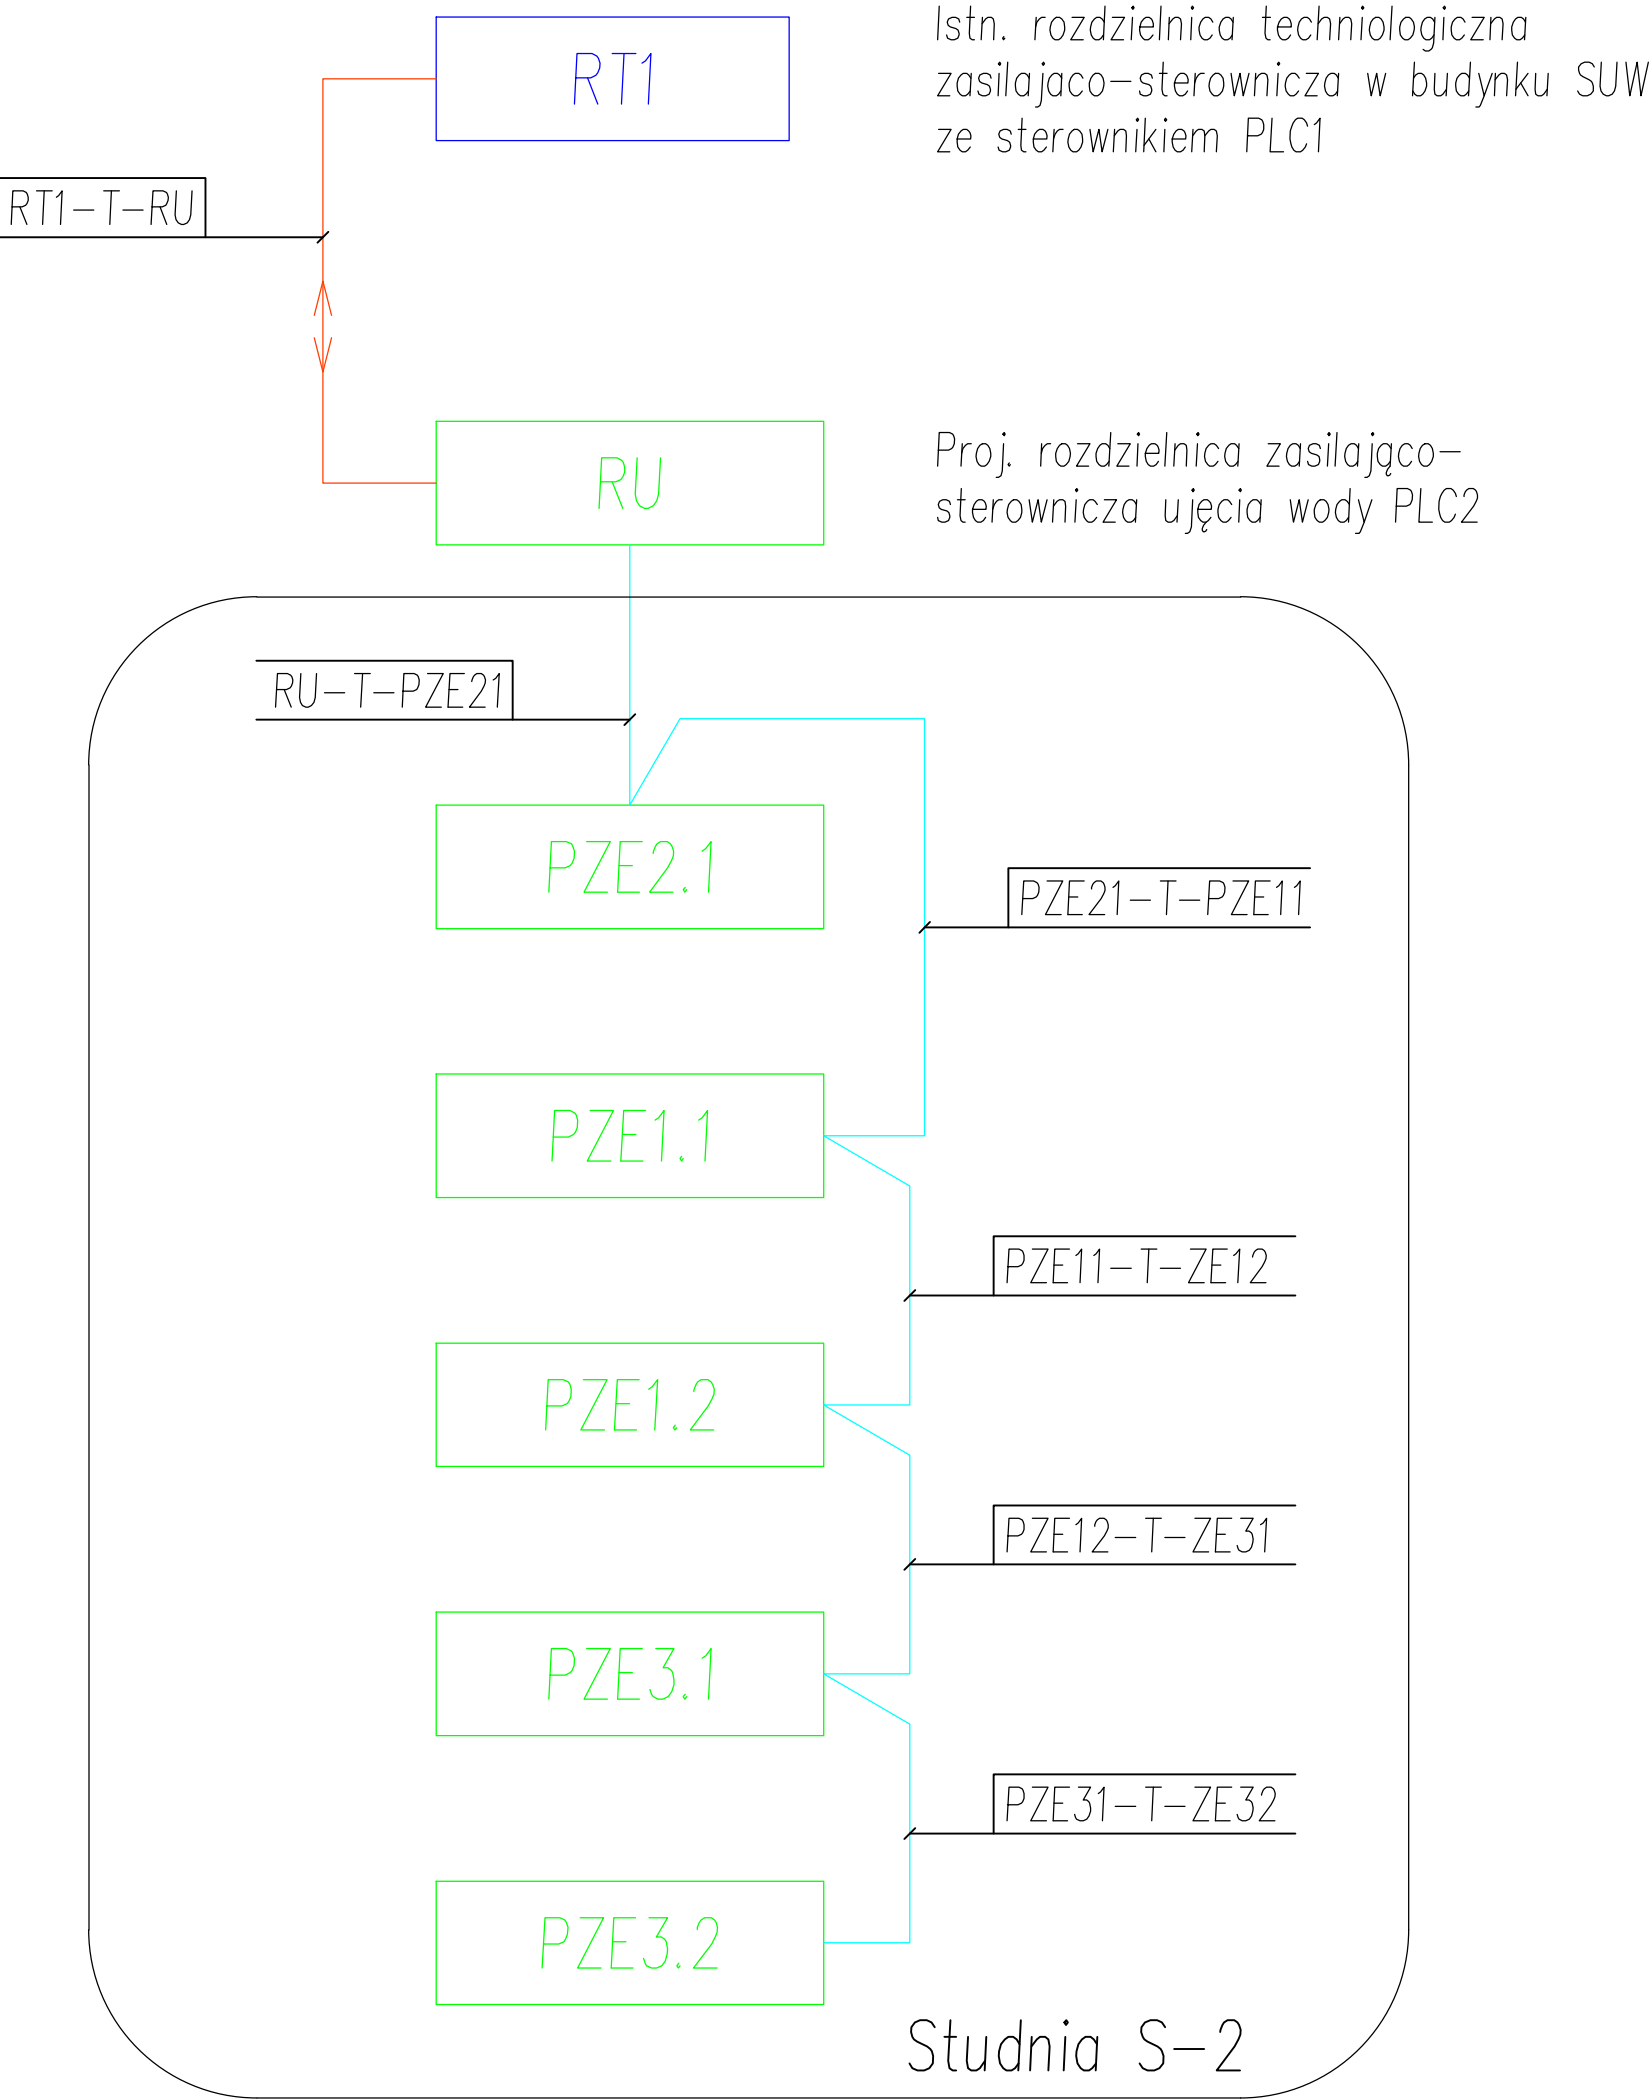 RT1
Istn. rozdzielnica techniologiczna
zasilajaco-sterownicza w budynku SUW
ze sterownikiem PLC1
RT1-T-RU
RU
Proj. rozdzielnica zasilająco-
sterownicza ujęcia wody PLC2
RU-T-PZE21
PZE2.1
PZE21-T-PZE11
PZE1.1
PZE11-T-ZE12
PZE1.2
PZE12-T-ZE31
PZE3.1
PZE31-T-ZE32
PZE3.2
Studnia S-2